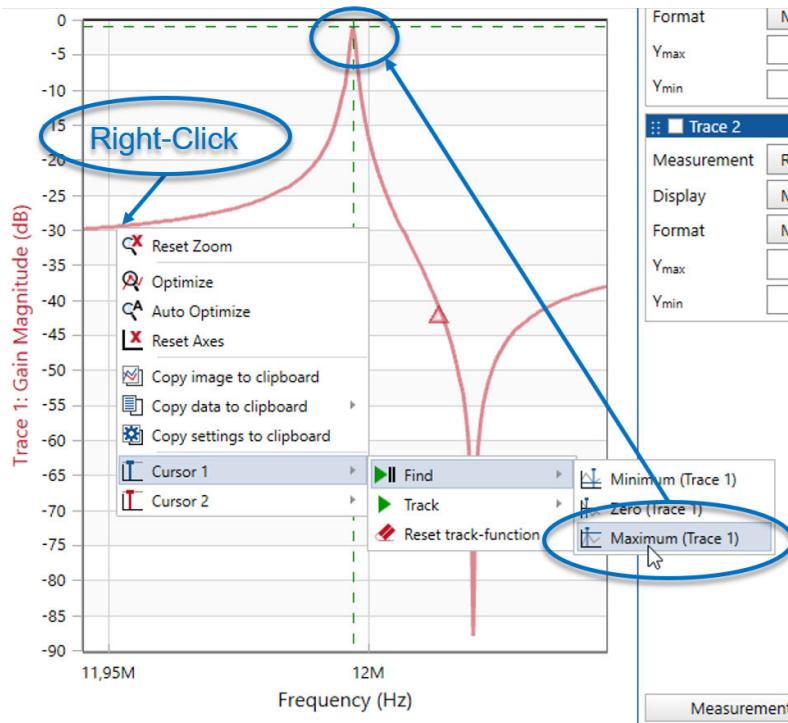 0
-5
-10
-15
-20
-25
-30
-35
-40
-45
-50
-55
-60
-65
-70
-75
-80
-85
-90
Trace 1: Gain Magnitude (dB)
Right-Click
Reset Zoom
Optimize
Auto Optimize
Reset Axes
Copy image to clipboard
Copy data to clipboard
Copy settings to clipboard
Cursor 1
Cursor 2
Find
Track
Reset track-function
Minimum (Trace 1)
Zero (Trace 1)
Maximum (Trace 1)
11,95M
12M
Frequency (Hz)
Format
Ymax
Ymin
Trace 2
Measurement
Display
Format
Ymax
Ymin
Measurement